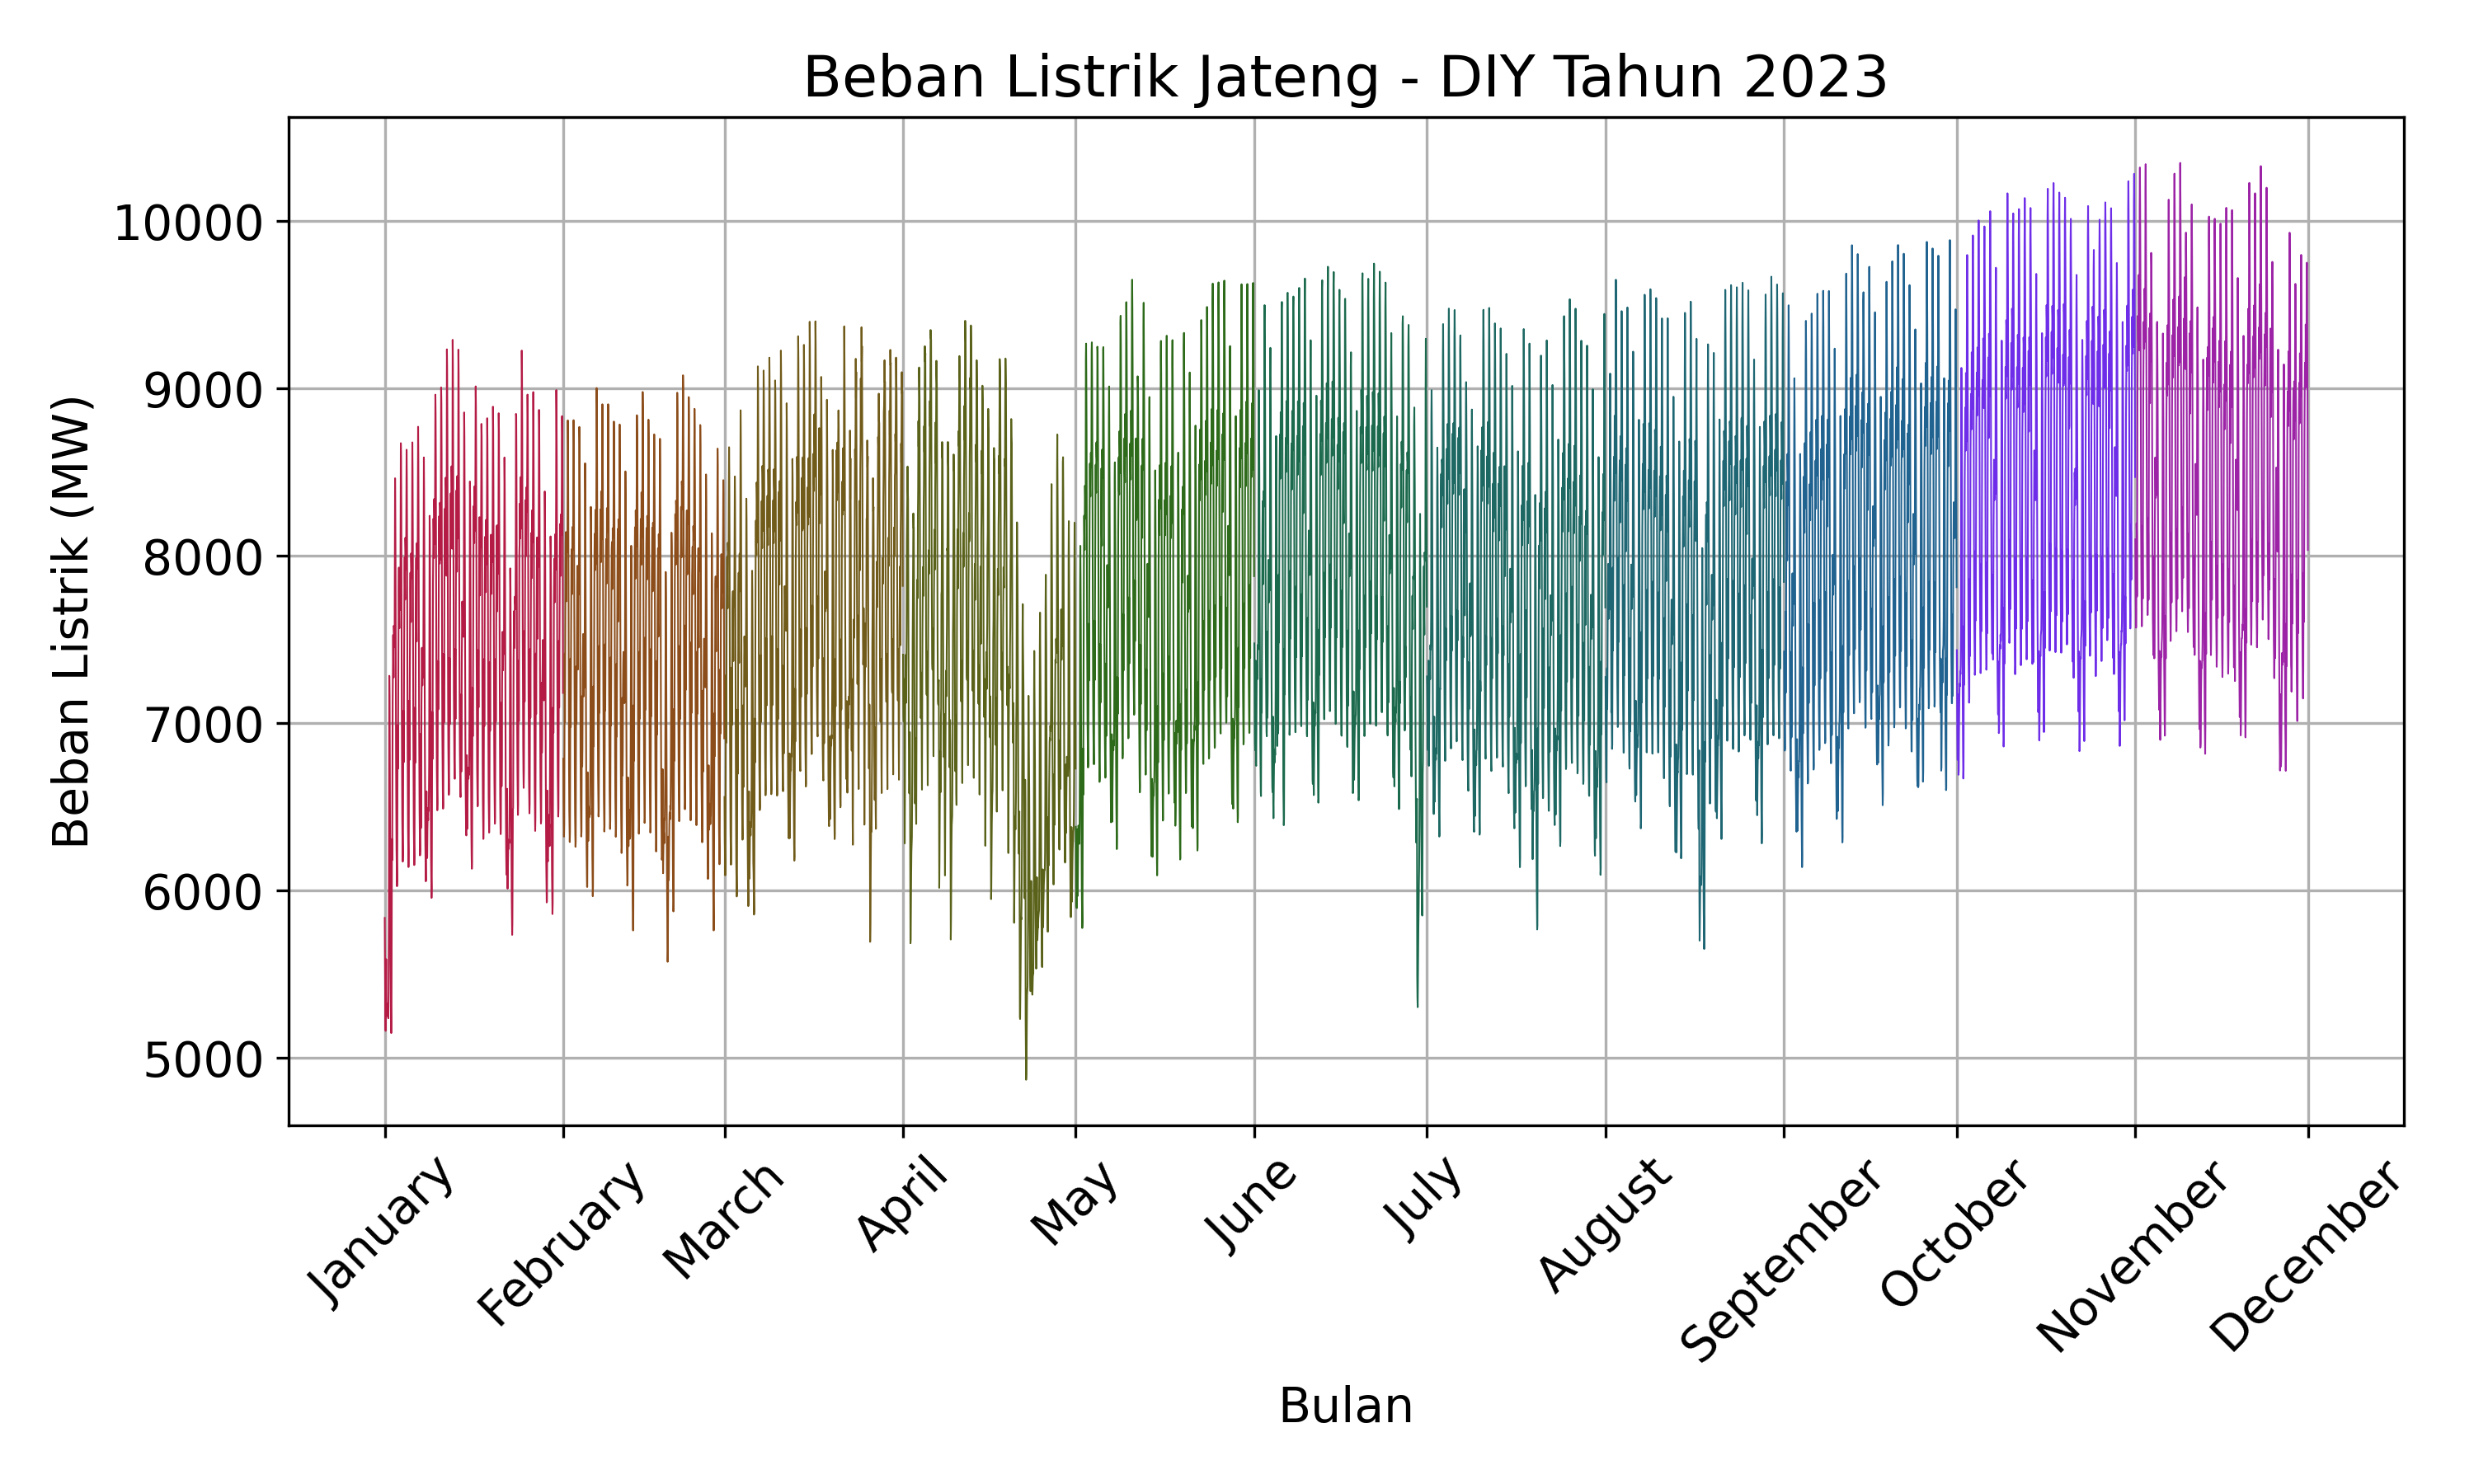 Beban Listrik Jateng - DIY Tahun 2023
Beban Listrik (MW)
10000
9000
8000
7000
6000
5000
January
February
March
April
May
June
July
August
September
October
November
December
Bulan